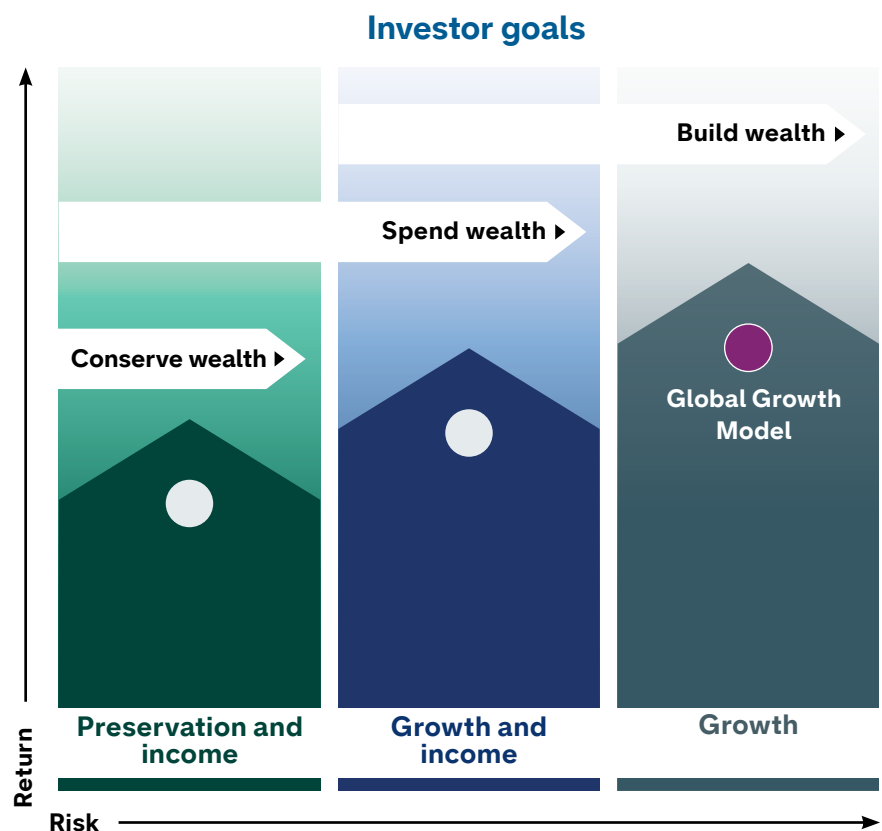 Investor goals
Build wealth
Spend wealth
Conserve wealth
Global Growth
Model
Preservation and
income
Growth and
income
Growth
Return
Risk